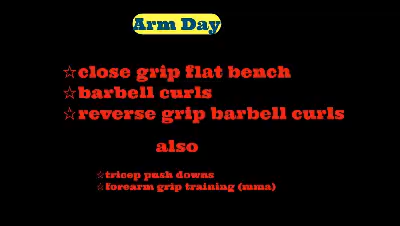 Arm Day
☆close grip flat bench
☆barbell curls
☆reverse grip barbell curls
also
☆tricep push downs
☆forearm grip training (mma)